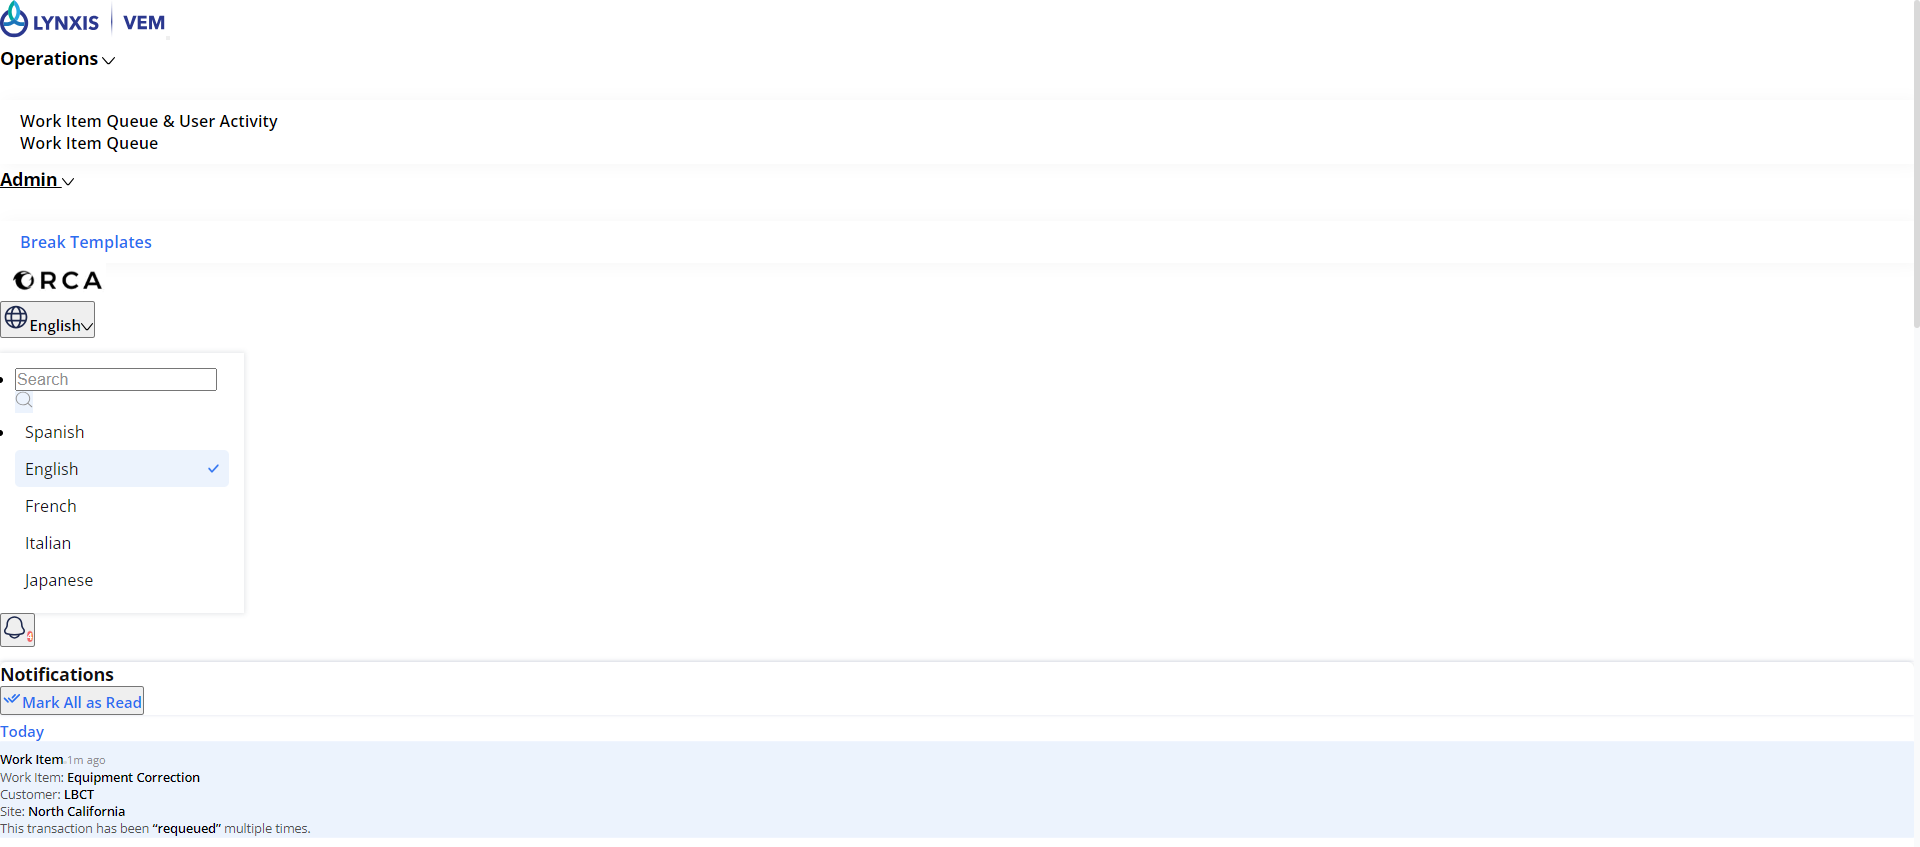 LYNXIS | VEM
Operations
Work Item Queue & User Activity
Work Item Queue
Admin
Break Templates
ORCA
English
Search
Spanish
English
French
Italian
Japanese
4
Notifications
Mark All as Read
Today
Work Item 1m ago
Work Item: Equipment Correction
Customer: LBCT
Site: North California
This transaction has been “requeued” multiple times.